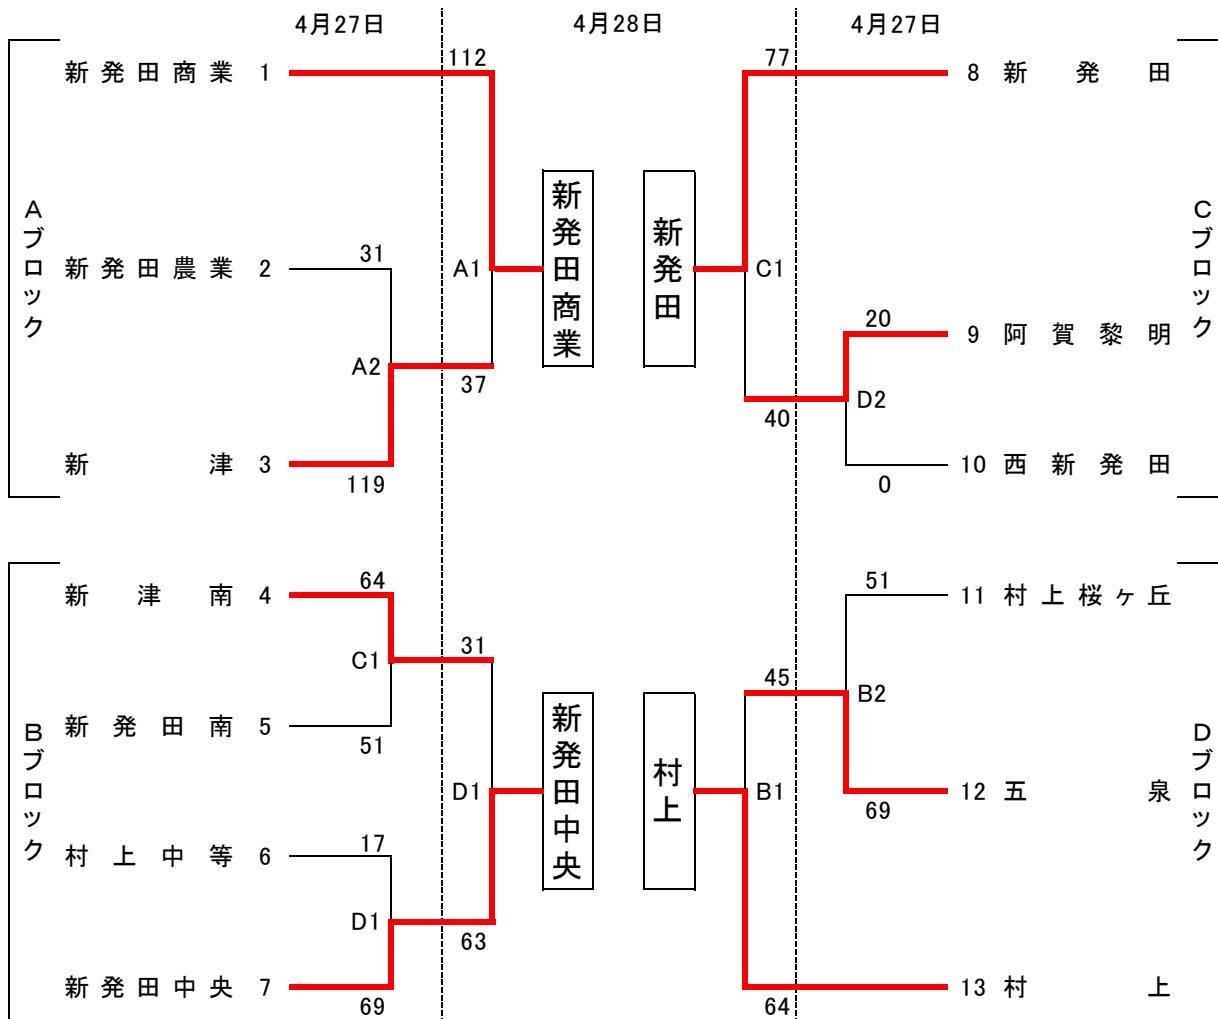 4月27日 4月28日 4月27日
Aブロック
新発田商業 1
112
新発田農業 2
31
A1
A2
37
新津 3
119
新発田商業
新発田
77
8 新発田
Cブロック
C1
20
9 阿賀黎明
D2
40
10 西新発田
0
Bブロック
新津南 4
64
C1
31
新発田南 5
51
D1
村上中等 6
17
D1
63
新発田中央 7
69
新発田中央
村上
51
11 村上桜ヶ丘
45
B2
Dブロック
B1
12 五泉
69
13 村上
64